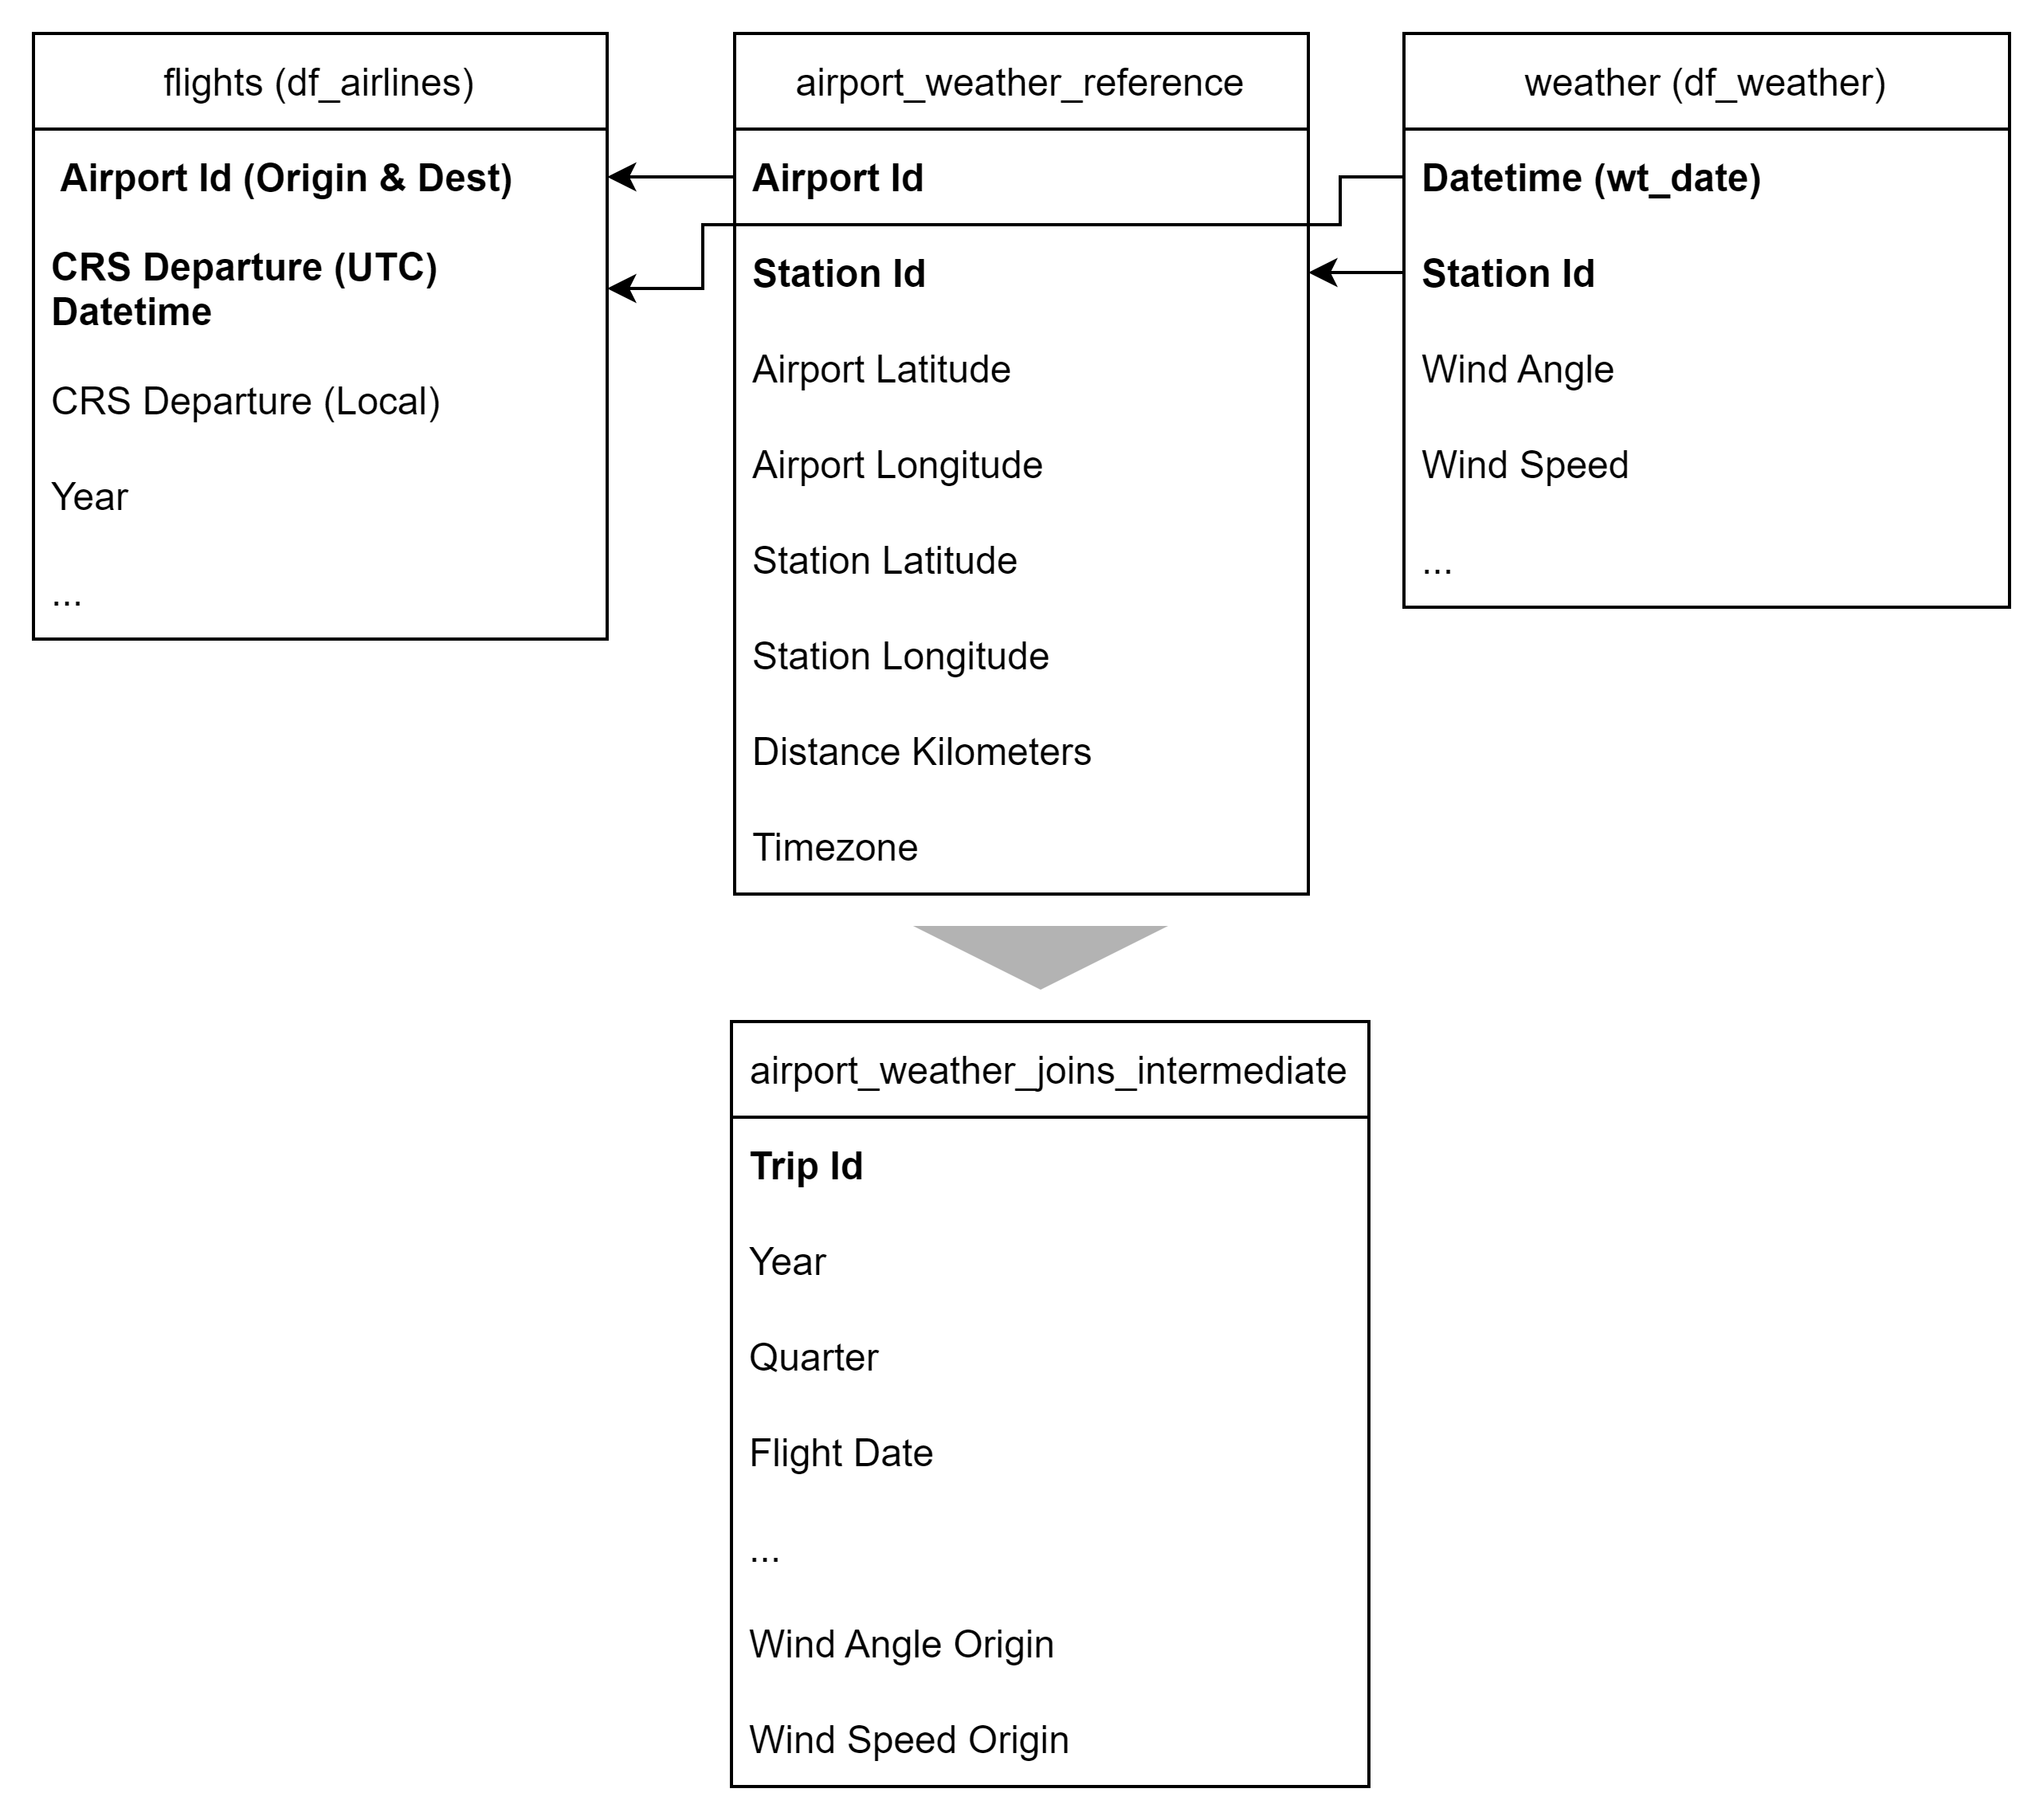 flights (df_airlines)
Airport Id (Origin & Dest)
CRS Departure (UTC)
Datetime
CRS Departure (Local)
Year
...
airport_weather_reference
Airport Id
Station Id
Airport Latitude
Airport Longitude
Station Latitude
Station Longitude
Distance Kilometers
Timezone
weather (df_weather)
Datetime (wt_date)
Station Id
Wind Angle
Wind Speed
...
airport_weather_joins_intermediate
Trip Id
Year
Quarter
Flight Date
...
Wind Angle Origin
Wind Speed Origin